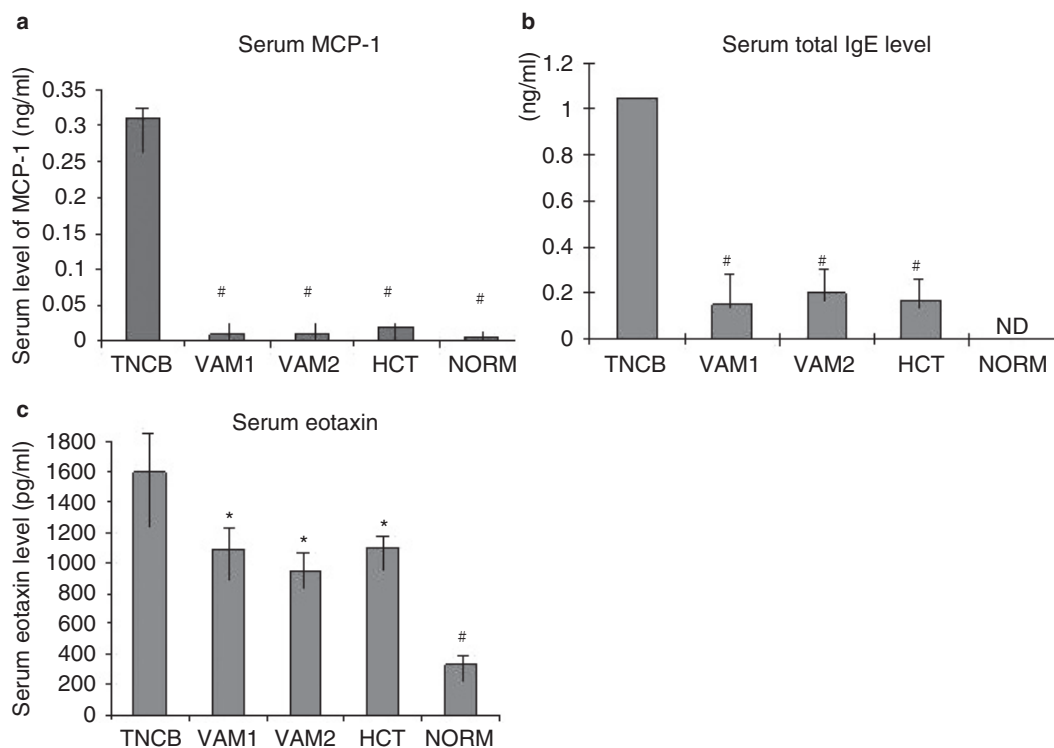 a
Serum MCP-1
Serum level of MCP-1 (ng/ml)
0.35
0.3
0.25
0.2
0.15
0.1
0.05
0
# # # #
TNCB VAM1 VAM2 HCT NORM
b
Serum total IgE level
(ng/ml)
1.2
1
0.8
0.6
0.4
0.2
0
# # #
ND
TNCB VAM1 VAM2 HCT NORM
c
Serum eotaxin
Serum eotaxin level (pg/ml)
1800
1600
1400
1200
1000
800
600
400
200
0
* * *
#
TNCB VAM1 VAM2 HCT NORM